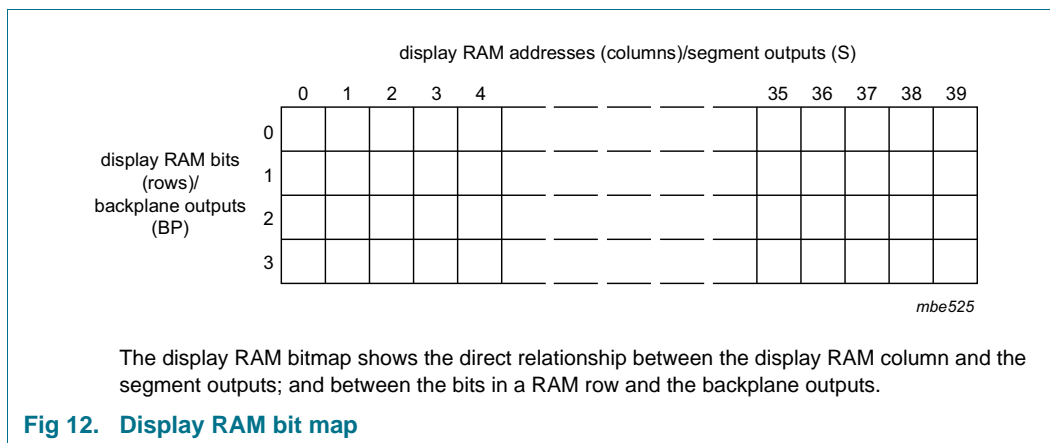 display RAM addresses (columns)/segment outputs (S)
0 1 2 3 4 35 36 37 38 39
0
display RAM bits
(rows)/
backplane outputs
(BP)
1
2
3
mbe525
The display RAM bitmap shows the direct relationship between the display RAM column and the
segment outputs; and between the bits in a RAM row and the backplane outputs.
Fig 12. Display RAM bit map